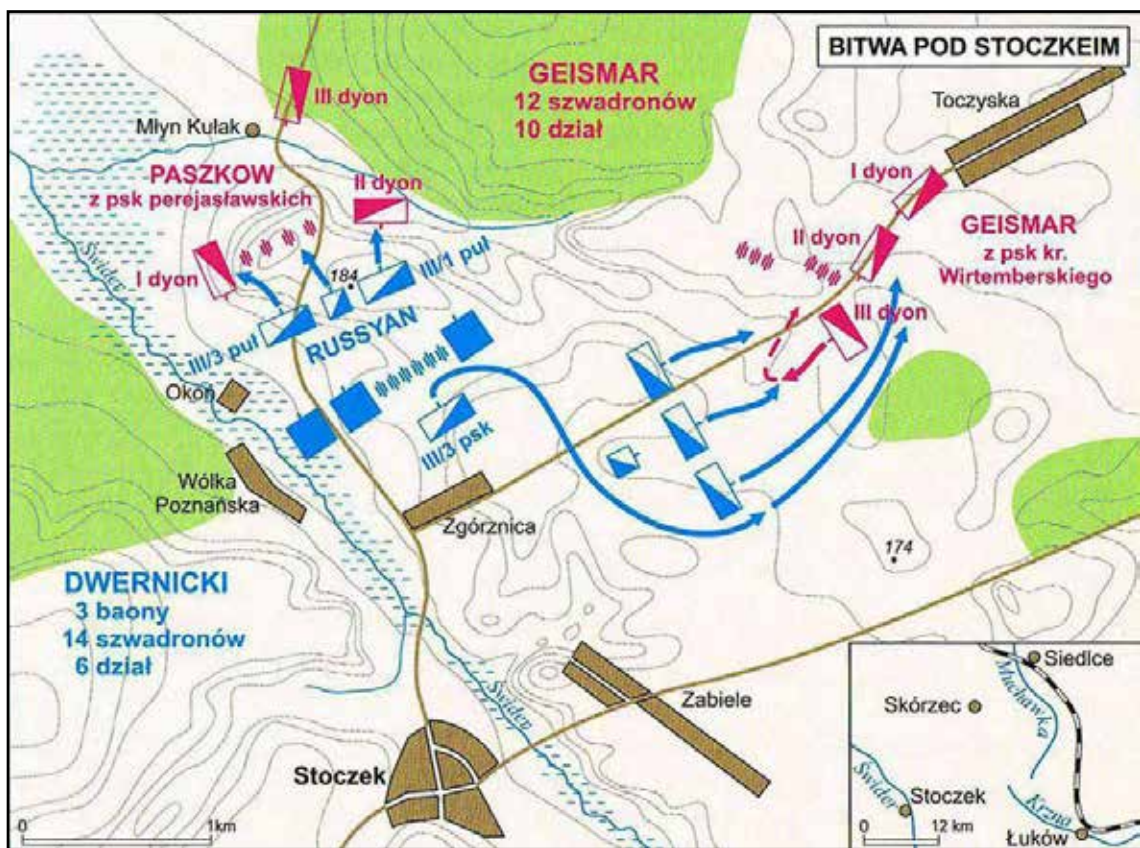 BITWA POD STOCZKEIM
GEISMAR
12 szwadronów
10 dział
Toczyska
III dyon
Młyn Kułak
PASZKOW
z psk perejasławskich
II dyon
I dyon
I dyon
II dyon
GEISMAR
z psk kr.
Wirtemberskiego
III dyon
Świder
184
III/1 puł
III/3 puł
RUSSYAN
Okoń
III/3 psk
Wólka
Poznańska
Zgórznica
174
DWERNICKI
3 baony
14 szwadronów
6 dział
Świder
Zabiele
Stoczek
0 1km
Siedlce
Muchawka
Skórzec
Świder
Stoczek
Krzna
0 12 km
Łuków